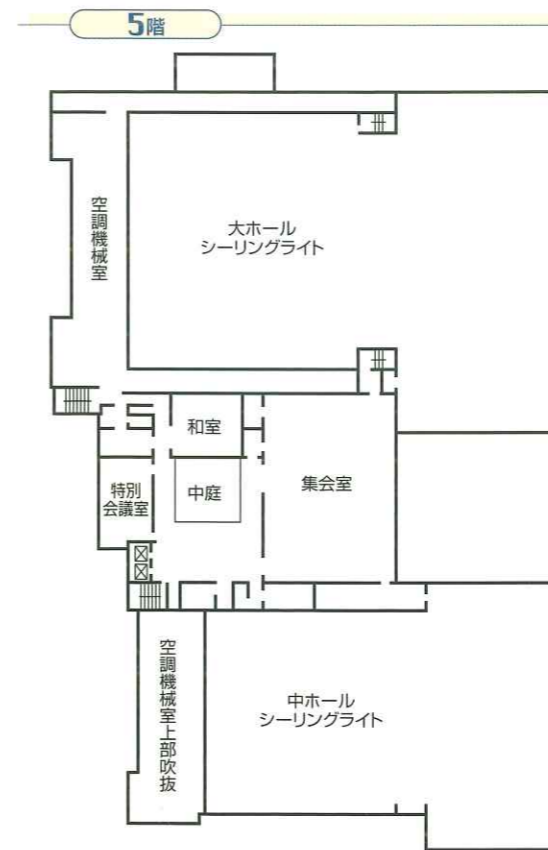 5階
大ホール
シーリングライト
空調機械室
和室
特別
会議室
中庭
集会室
空調機械室上部吹抜
中ホール
シーリングライト